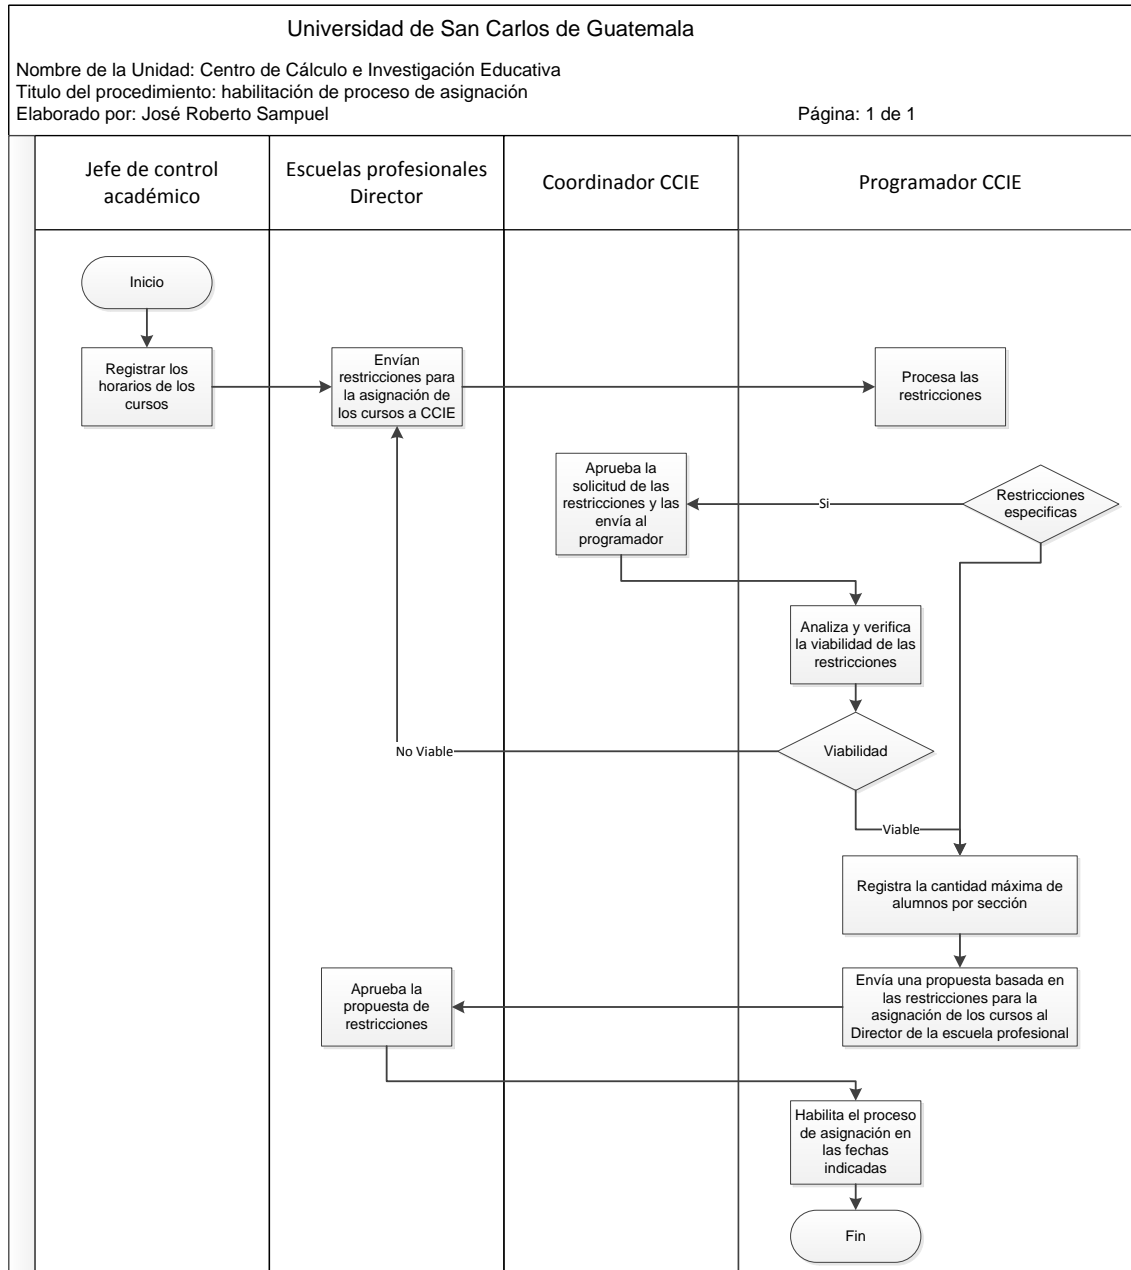 Universidad de San Carlos de Guatemala
Nombre de la Unidad: Centro de Cálculo e Investigación Educativa
Titulo del procedimiento: habilitación de proceso de asignación
Elaborado por: José Roberto Sampuel
Página: 1 de 1
Jefe de control
académico
Escuelas profesionales
Director
Coordinador CCIE
Programador CCIE
Inicio
Registrar los
horarios de los
cursos
Envían
restricciones para
la asignación de
los cursos a CCIE
Procesa las
restricciones
Aprueba la
solicitud de las
restricciones y las
envía al
programador
Si
Restricciones
especificas
Analiza y verifica
la viabilidad de las
restricciones
No Viable
Viabilidad
Viable
Registra la cantidad máxima de
alumnos por sección
Aprueba la
propuesta de
restricciones
Envía una propuesta basada en
las restricciones para la
asignación de los cursos al
Director de la escuela profesional
Habilita el proceso
de asignación en
las fechas
indicadas
Fin